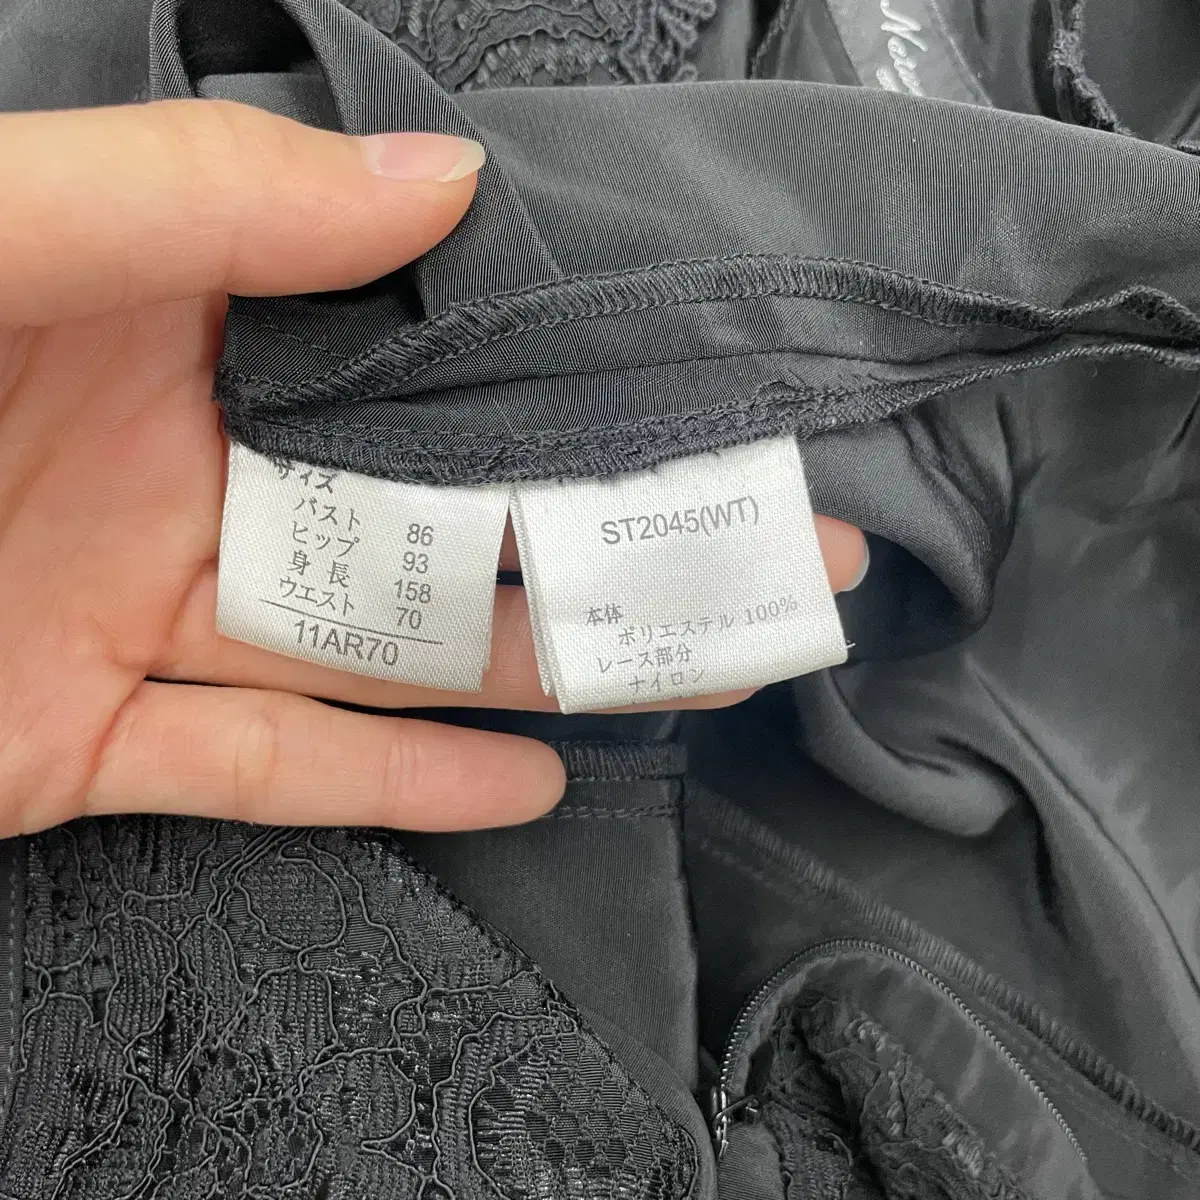 サイズ
バスト 86
ヒップ 93
身長 158
ウエスト 70
11AR70
ST2045(WT)
本体
ポリエステル 100%
レース部分
ナイロン